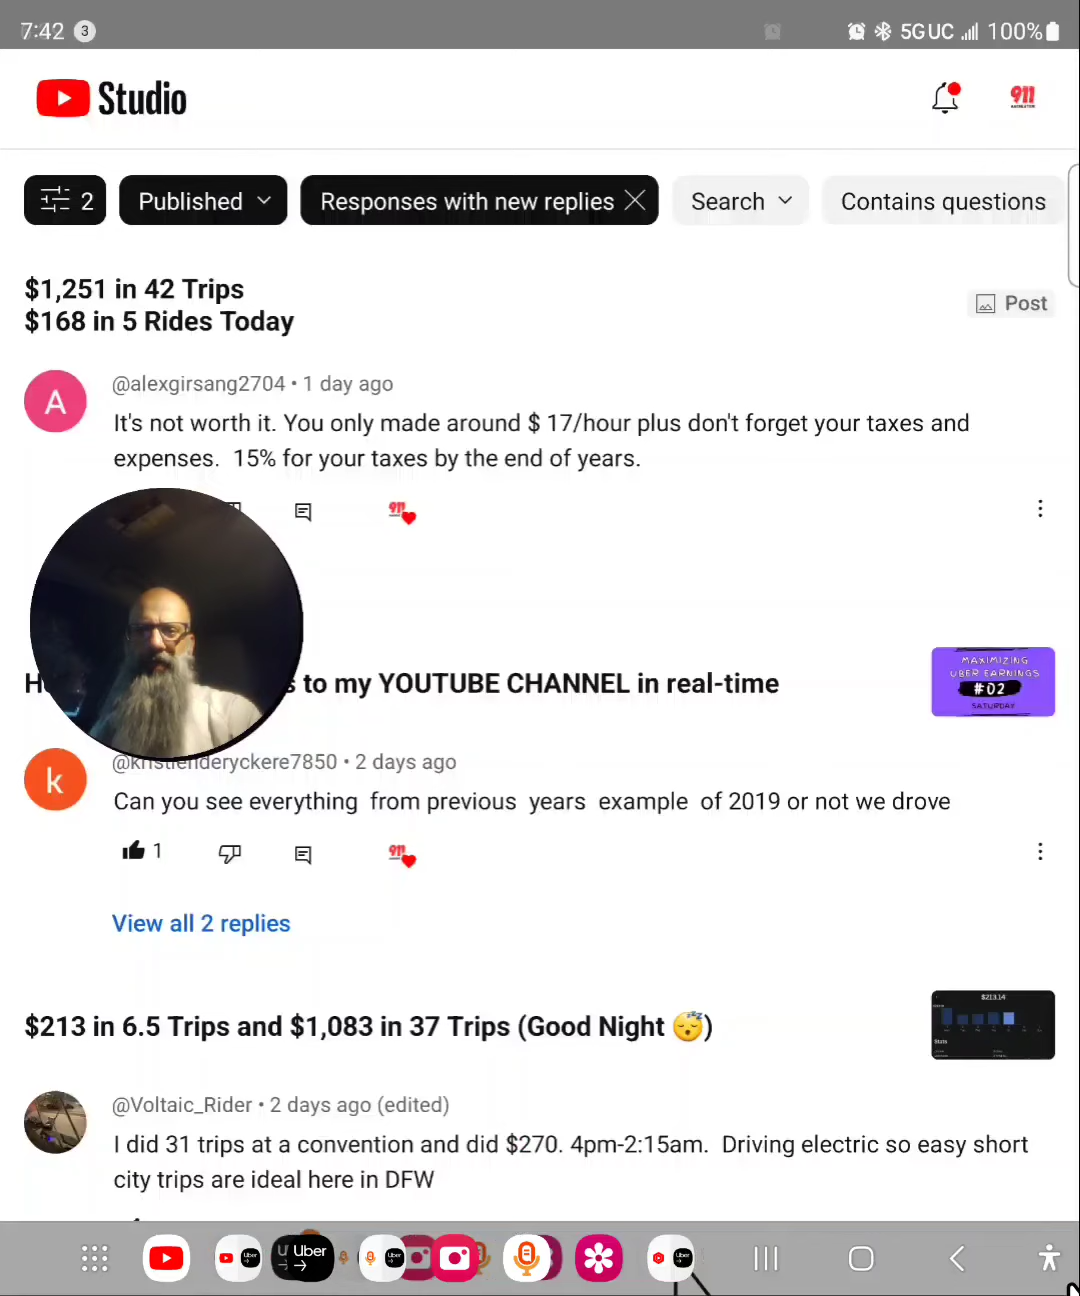 7:42 3 5G UC 100%
Studio
911
2 Published Responses with new replies Search Contains questions
$1,251 in 42 Trips
$168 in 5 Rides Today
Post
A
@alexgirsang2704 • 1 day ago
It's not worth it. You only made around $ 17/hour plus don't forget your taxes and
expenses. 15% for your taxes by the end of years.
911
to my YOUTUBE CHANNEL in real-time
MAXIMIZING
UBER EARNINGS
#02
SATURDAY
k
• 2 days ago
Can you see everything from previous years example of 2019 or not we drove
1
911
View all 2 replies
$213 in 6.5 Trips and $1,083 in 37 Trips (Good Night 😴)
$213.14
Stats
@Voltaic_Rider • 2 days ago (edited)
I did 31 trips at a convention and did $270. 4pm-2:15am. Driving electric so easy short
city trips are ideal here in DFW
Uber